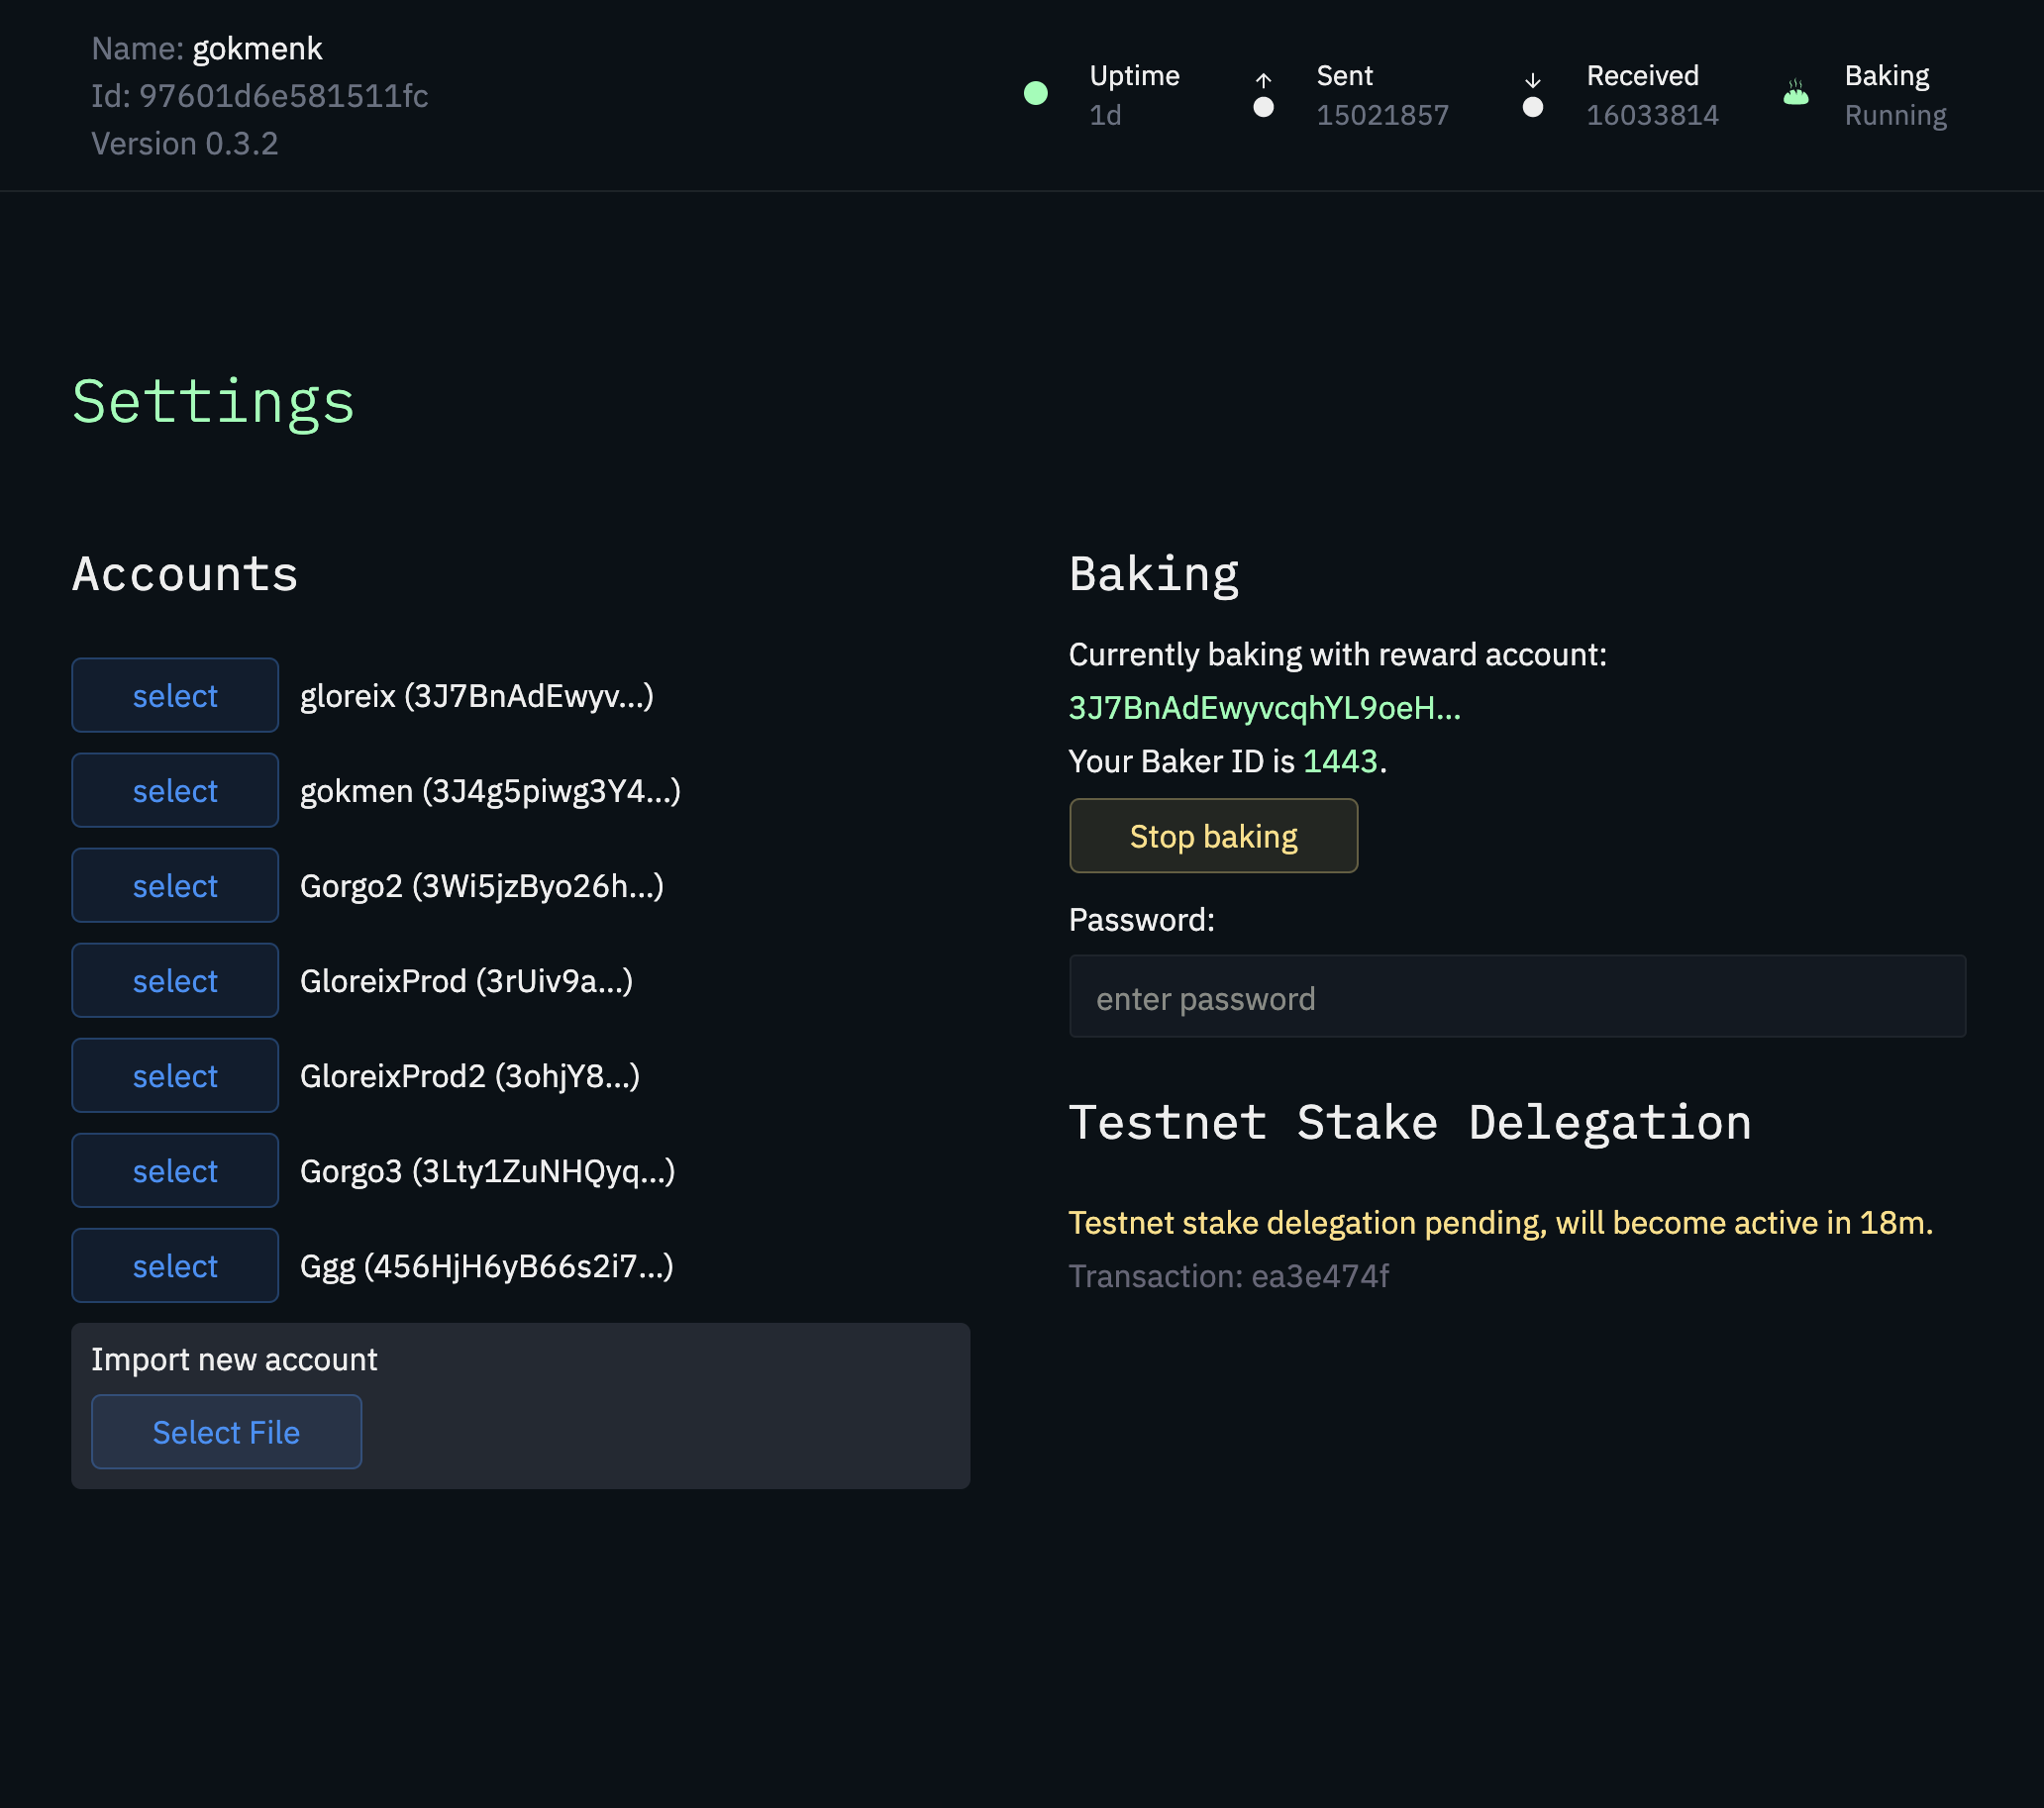 Name: gokmenk
Id: 97601d6e581511fc
Version 0.3.2
Uptime
1d
Sent
15021857
Received
16033814
Baking
Running
Settings
Accounts
select gloreix (3J7BnAdEwyv...)
select gokmen (3J4g5piwg3Y4...)
select Gorgo2 (3Wi5jzByo26h...)
select GloreixProd (3rUiv9a...)
select GloreixProd2 (3ohjY8...)
select Gorgo3 (3Lty1ZuNHQyq...)
select Ggg (456HjH6yB66s2i7...)
Import new account
Select File
Baking
Currently baking with reward account:
3J7BnAdEwyvcqhYL9oeH...
Your Baker ID is 1443.
Stop baking
Password:
enter password
Testnet Stake Delegation
Testnet stake delegation pending, will become active in 18m.
Transaction: ea3e474f